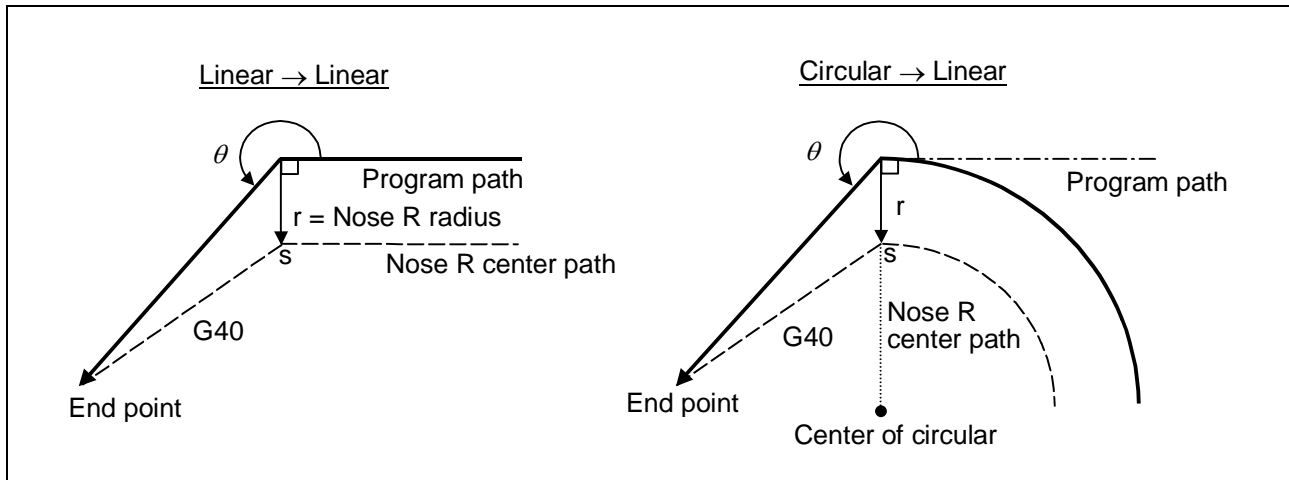 Linear → Linear
θ
Program path
r = Nose R radius
s
Nose R center path
G40
End point
Circular → Linear
θ
Program path
r
s
Nose R
center path
G40
End point
Center of circular